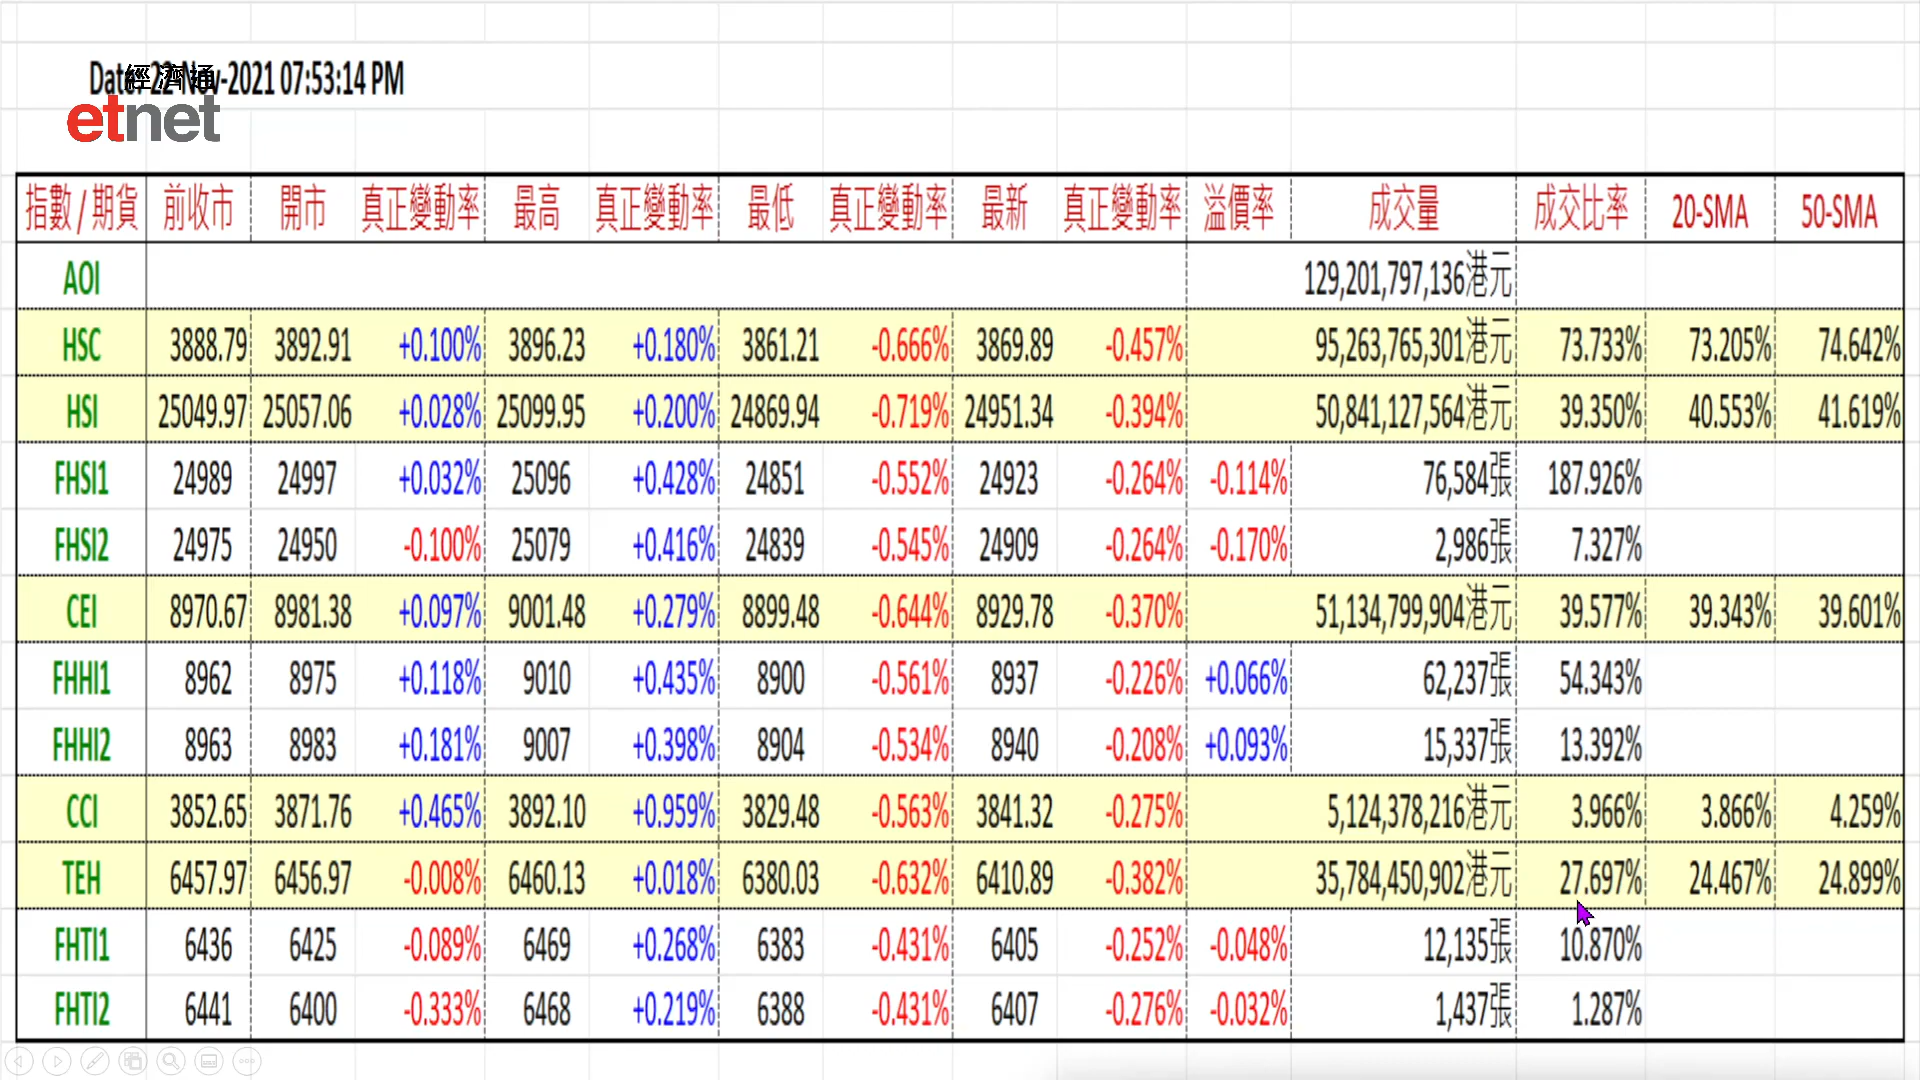 Date: 22-Nov-2021 07:53:14 PM
經濟通
etnet
指數 / 期貨 前收市 開市 真正變動率 最高 真正變動率 最低 真正變動率 最新 真正變動率 溢價率 成交量 成交比率 20-SMA 50-SMA
AOI 129,201,797,136港元
HSC 3888.79 3892.91 +0.100% 3896.23 +0.180% 3861.21 -0.666% 3869.89 -0.457% 95,263,765,301港元 73.733% 73.205% 74.642%
HSI 25049.97 25057.06 +0.028% 25099.95 +0.200% 24869.94 -0.719% 24951.34 -0.394% 50,841,127,564港元 39.350% 40.553% 41.619%
FHSI1 24989 24997 +0.032% 25096 +0.428% 24851 -0.552% 24923 -0.264% -0.114% 76,584張 187.926%
FHSI2 24975 24950 -0.100% 25079 +0.416% 24839 -0.545% 24909 -0.264% -0.170% 2,986張 7.327%
CEI 8970.67 8981.38 +0.097% 9001.48 +0.279% 8899.48 -0.644% 8929.78 -0.370% 51,134,799,904港元 39.577% 39.343% 39.601%
FHHI1 8962 8975 +0.118% 9010 +0.435% 8900 -0.561% 8937 -0.226% +0.066% 62,237張 54.343%
FHHI2 8963 8983 +0.181% 9007 +0.398% 8904 -0.534% 8940 -0.208% +0.093% 15,337張 13.392%
CCI 3852.65 3871.76 +0.465% 3892.10 +0.959% 3829.48 -0.563% 3841.32 -0.275% 5,124,378,216港元 3.966% 3.866% 4.259%
TEH 6457.97 6456.97 -0.008% 6460.13 +0.018% 6380.03 -0.632% 6410.89 -0.382% 35,784,450,902港元 27.697% 24.467% 24.899%
FHTI1 6436 6425 -0.089% 6469 +0.268% 6383 -0.431% 6405 -0.252% -0.048% 12,135張 10.870%
FHTI2 6441 6400 -0.333% 6468 +0.219% 6388 -0.431% 6407 -0.276% -0.032% 1,437張 1.287%